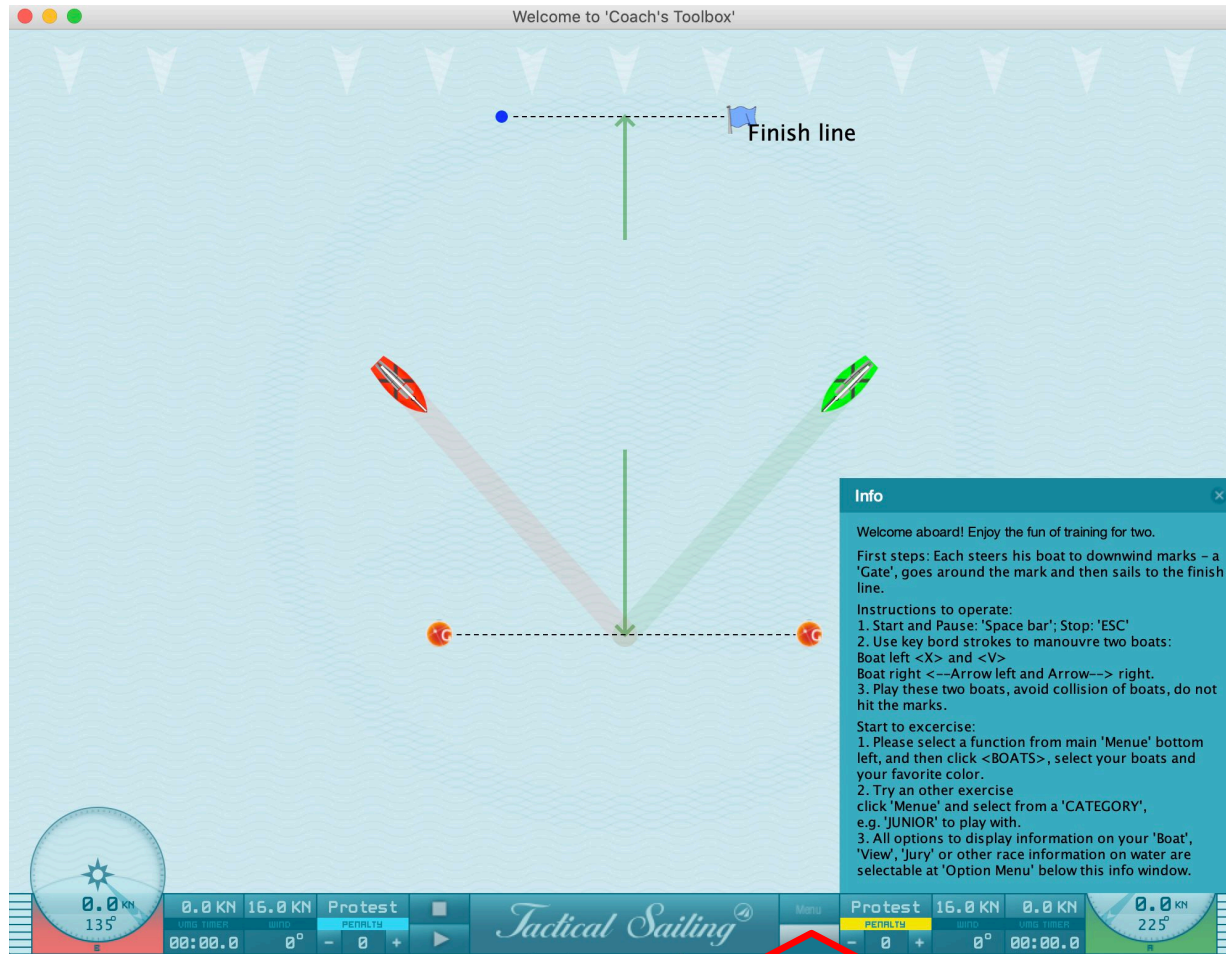 Welcome to 'Coach's Toolbox'
Finish line
Info
Welcome aboard! Enjoy the fun of training for two.
First steps: Each steers his boat to downwind marks – a
'Gate', goes around the mark and then sails to the finish
line.
Instructions to operate:
1. Start and Pause: 'Space bar'; Stop: 'ESC'
2. Use key bord strokes to manouvre two boats:
Boat left <X> and <V>
Boat right <--Arrow left and Arrow--> right.
3. Play these two boats, avoid collision of boats, do not
hit the marks.
Start to excercise:
1. Please select a function from main 'Menue' bottom
left, and then click <BOATS>, select your boats and
your favorite color.
2. Try an other exercise
click 'Menue' and select from a 'CATEGORY',
e.g. 'JUNIOR' to play with.
3. All options to display information on your 'Boat',
'View', 'Jury' or other race information on water are
selectable at 'Option Menu' below this info window.
G G
0.0 KN 0.0 KN 16.0 KN Protest Tactical Sailing Menu Protest 16.0 KN 0.0 KN 0.0 KN
135° VMG TIMER WIND PENALTY PENALTY WIND VMG TIMER 225°
00:00.0 0° - 0 + - 0 + 0° 00:00.0